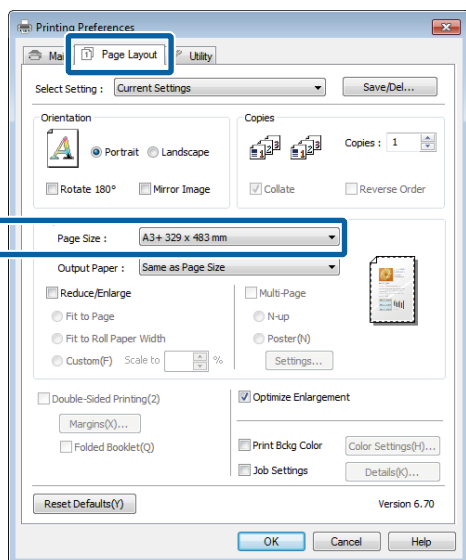 Printing Preferences
Mai Page Layout Utility
Select Setting : Current Settings Save/Del...
Orientation
Portrait Landscape
Rotate 180° Mirror Image
Copies
Copies : 1
Collate Reverse Order
Page Size : A3+ 329 x 483 mm
Output Paper : Same as Page Size
Reduce/Enlarge
Fit to Page
Fit to Roll Paper Width
Custom(F) Scale to %
Multi-Page
N-up
Poster(N)
Settings...
Double-Sided Printing(2)
Margins(X)...
Folded Booklet(Q)
Optimize Enlargement
Print Bckg Color Color Settings(H)...
Job Settings Details(K)...
Reset Defaults(Y) Version 6.70
OK Cancel Help